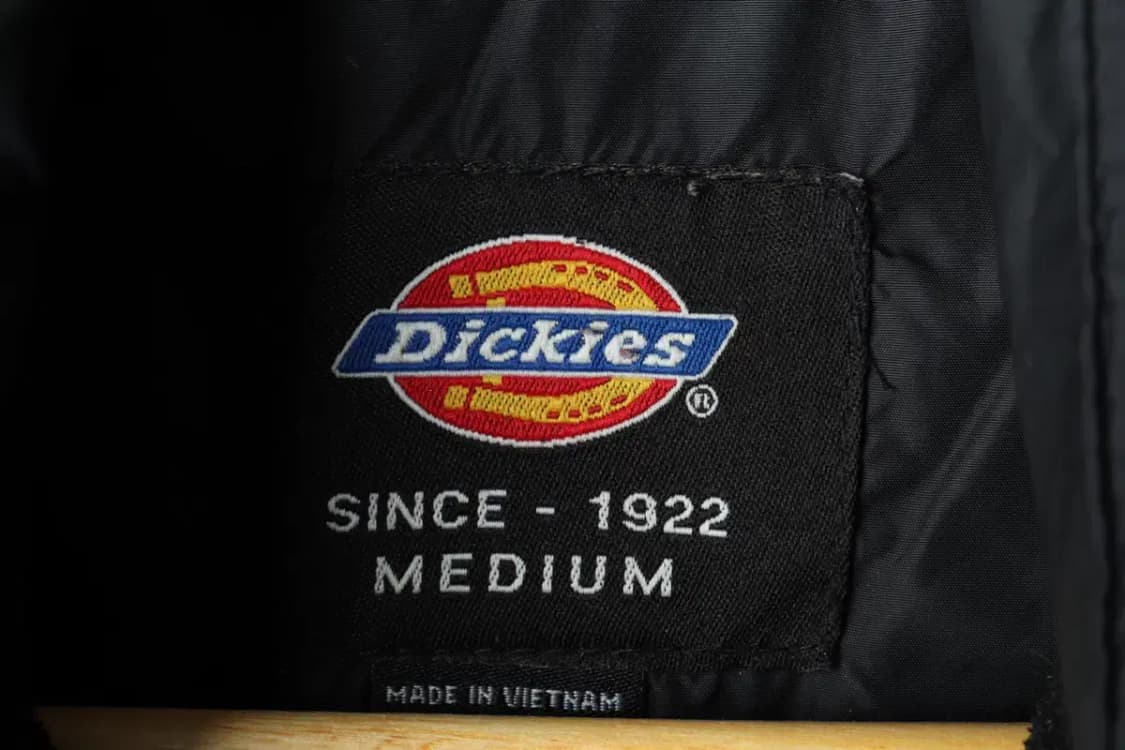 Dickies
®
SINCE - 1922
MEDIUM
MADE IN VIETNAM